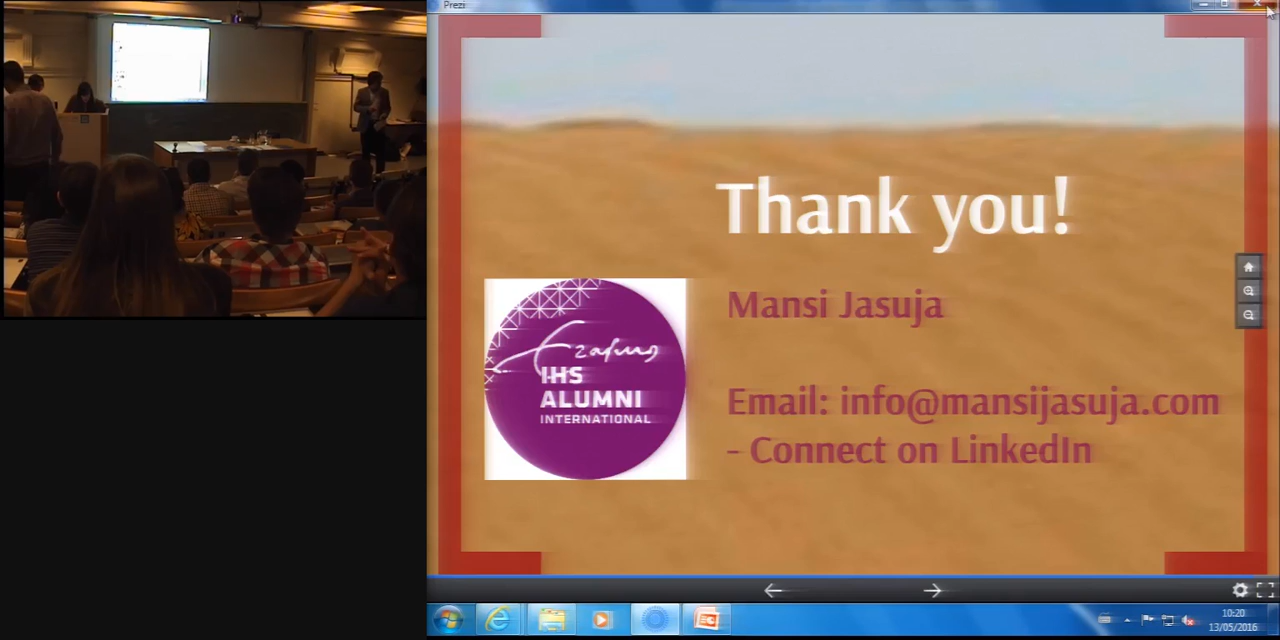 Prezi
Thank you!
Mansi Jasuja
Erasmus
IHS
ALUMNI
INTERNATIONAL
Email: info@mansijasuja.com
- Connect on LinkedIn
10:20
13/05/2016